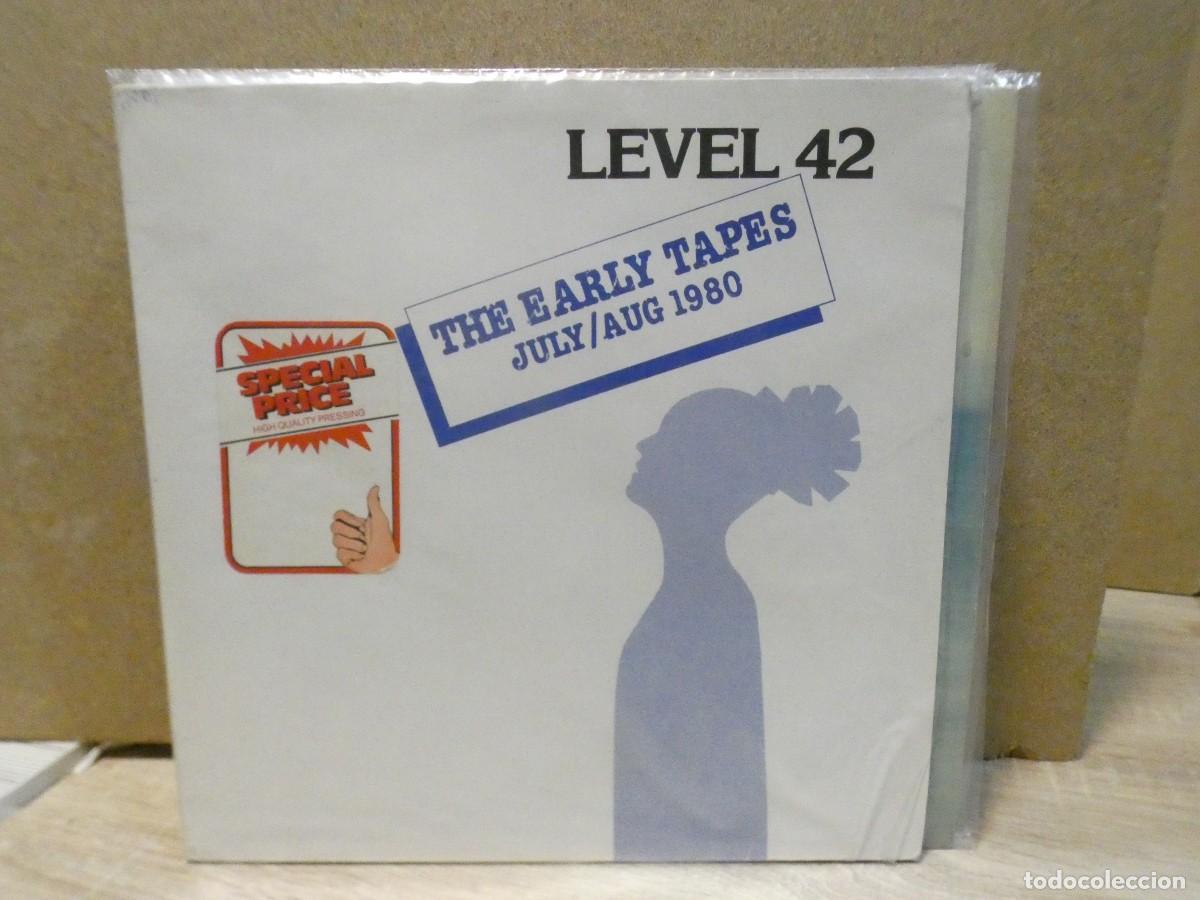 LEVEL 42
THE EARLY TAPES
JULY/AUG 1980
SPECIAL
PRICE
HIGH QUALITY PRESSING
todocoleccion